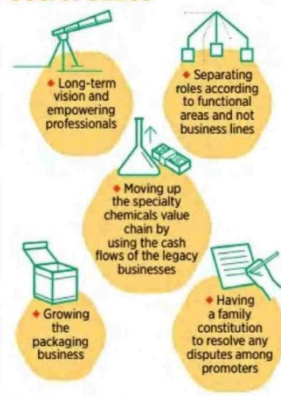 ◆ Long-term
vision and
empowering
professionals
◆ Separating
roles according
to functional
areas and not
business lines
◆ Moving up
the specialty
chemicals value
chain by
using the cash
flows of the legacy
businesses
◆ Growing
the
packaging
business
◆ Having
a family
constitution
to resolve any
disputes among
promoters